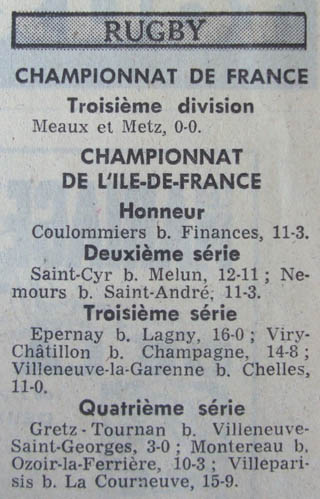 RUGBY
CHAMPIONNAT DE FRANCE
Troisième division
Meaux et Metz, 0-0.
CHAMPIONNAT
DE L'ILE-DE-FRANCE
Honneur
Coulommiers b. Finances, 11-3.
Deuxième série
Saint-Cyr b. Melun, 12-11 ; Ne-
mours b. Saint-André, 11-3.
Troisième série
Epernay b. Lagny, 16-0 ; Viry-
Châtillon b. Champagne, 14-8 ;
Villeneuve-la-Garenne b. Chelles,
11-0.
Quatrième série
Gretz - Tournan b. Villeneuve-
Saint-Georges, 3-0 ; Montereau b.
Ozoir-la-Ferrière, 10-3 ; Villepari-
sis b. La Courneuve, 15-9.